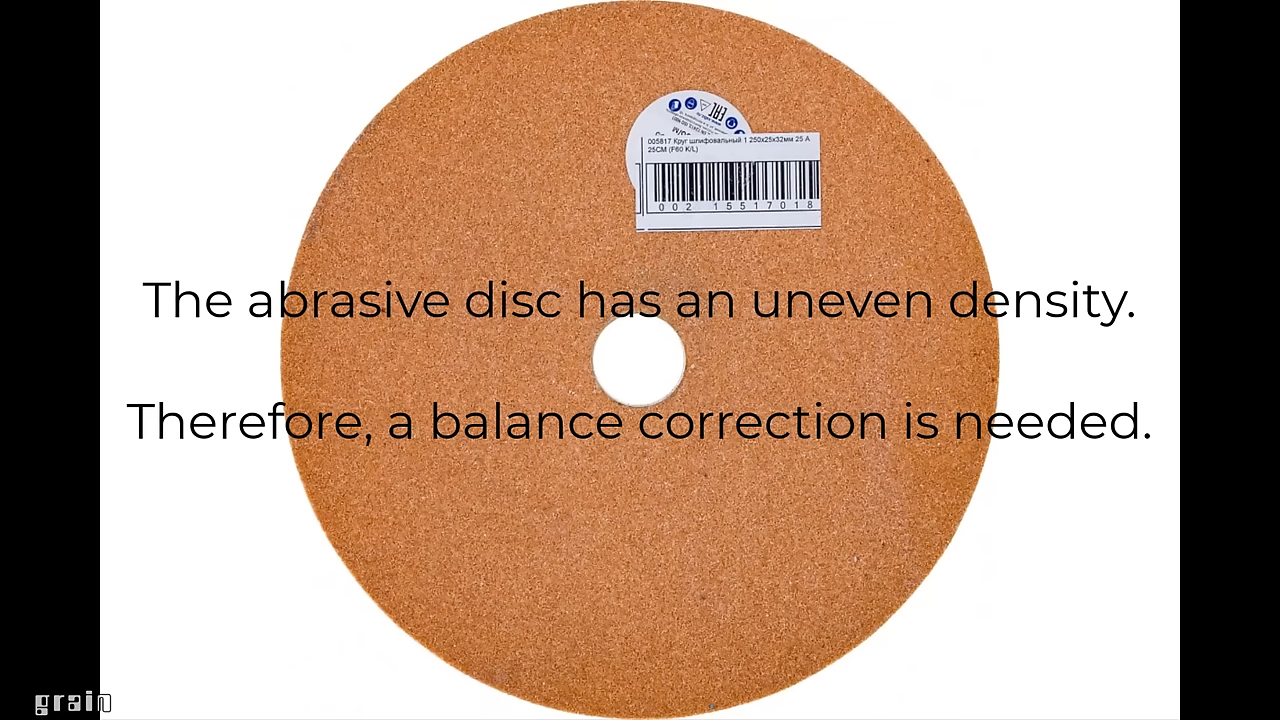 EAC
005817 Круг шлифовальный 1 250x25x32мм 25 А
25СМ (F60 K/L)
002 15517018
The abrasive disc has an uneven density.
Therefore, a balance correction is needed.
grain